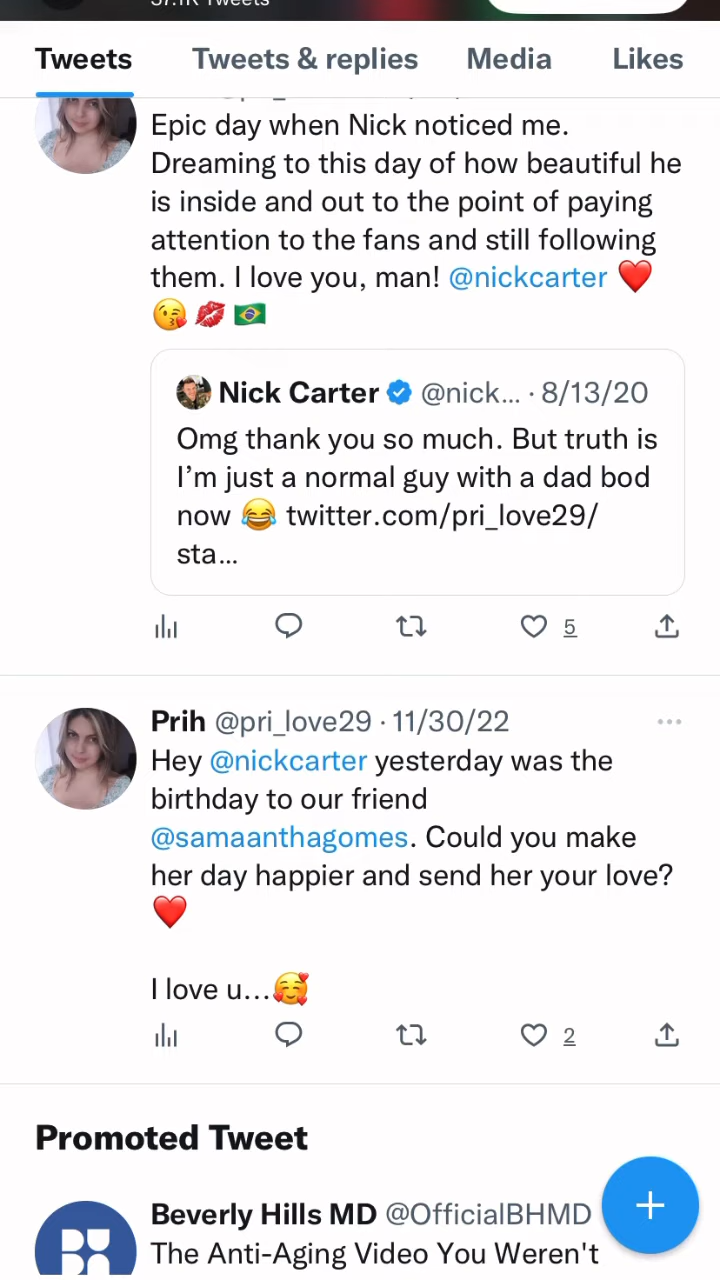 57.1K Tweets
Tweets Tweets & replies Media Likes
Epic day when Nick noticed me.
Dreaming to this day of how beautiful he
is inside and out to the point of paying
attention to the fans and still following
them. I love you, man! @nickcarter ❤️
😘💋🇧🇷
Nick Carter @nick... · 8/13/20
Omg thank you so much. But truth is
I’m just a normal guy with a dad bod
now 😂 twitter.com/pri_love29/
sta…
5
Prih @pri_love29 · 11/30/22
Hey @nickcarter yesterday was the
birthday to our friend
@samaanthagomes. Could you make
her day happier and send her your love?
❤️
I love u...🥰
2
Promoted Tweet
Beverly Hills MD @OfficialBHMD
The Anti-Aging Video You Weren't